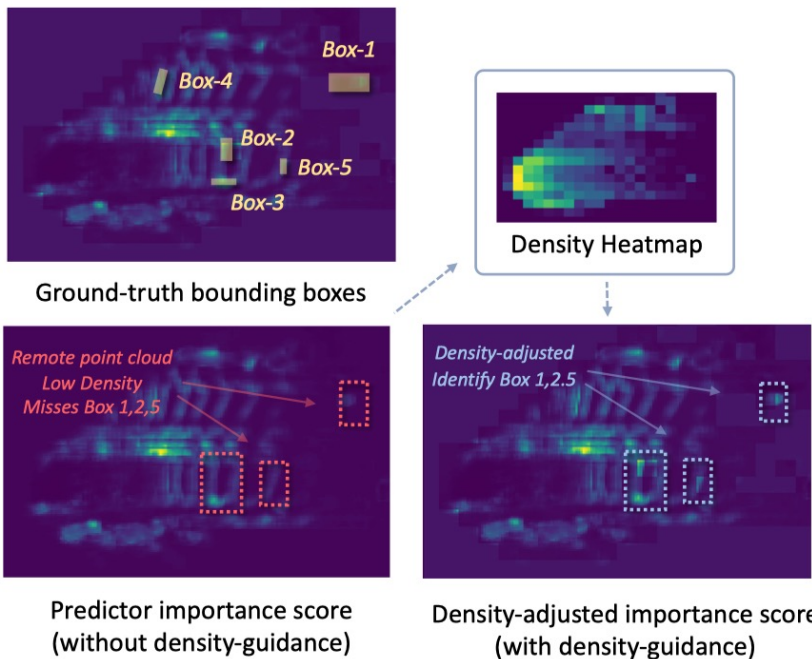 Box-1
Box-4
Box-2
Box-5
Box-3
Ground-truth bounding boxes
Density Heatmap
Remote point cloud
Low Density
Misses Box 1,2,5
Predictor importance score
(without density-guidance)
Density-adjusted
Identify Box 1,2.5
Density-adjusted importance score
(with density-guidance)